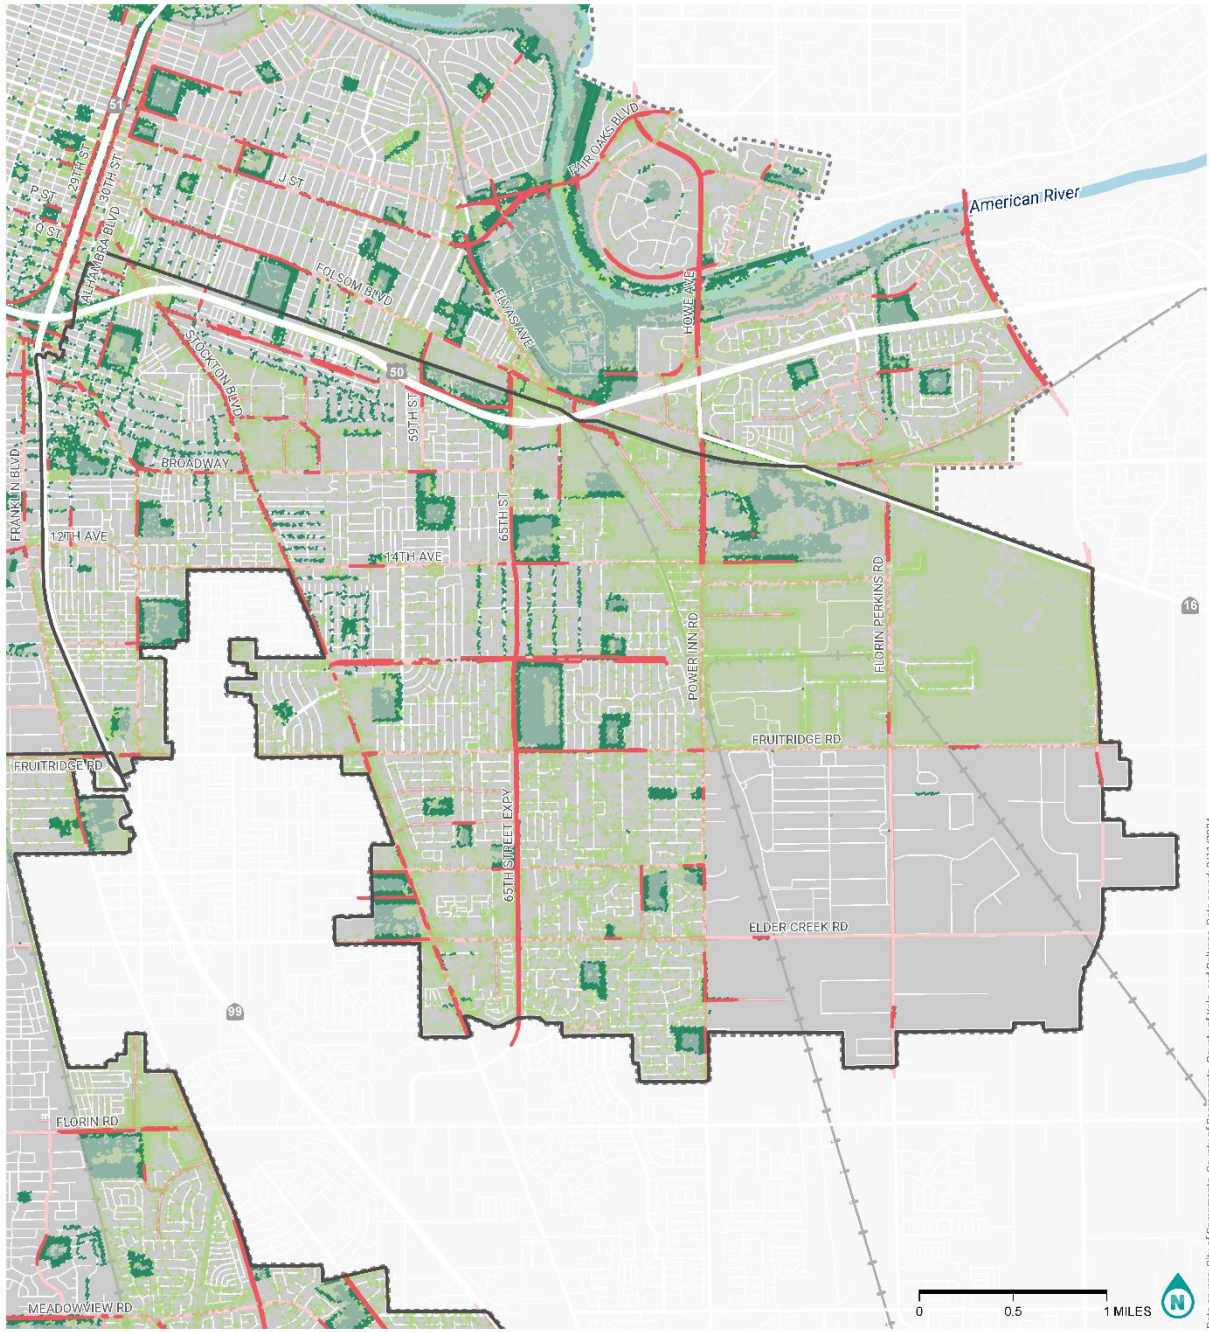 51
29TH ST
30TH ST
ALHAMBRA BLVD
P ST
Q ST
J ST
FAIR OAKS BLVD
American River
FOLSOM BLVD
ELVAS AVE
HOWE AVE
STOCKTON BLVD
50
59TH ST
BROADWAY
FRANKLIN BLVD
65TH ST
12TH AVE
14TH AVE
16
POWER INN RD
FLORIN PERKINS RD
FRUITRIDGE RD
FRUITRIDGE RD
65TH STREET EXPY
ELDER CREEK RD
99
FLORIN RD
MEADOWVIEW RD
0 0.5 1 MILES
N